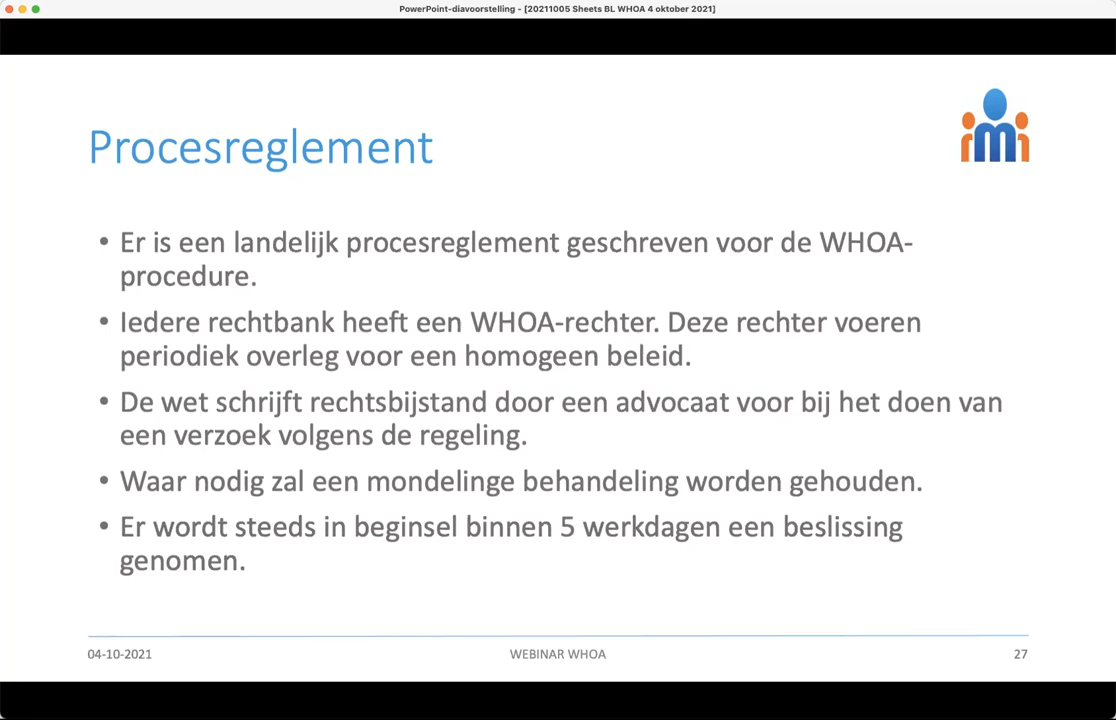 PowerPoint-diavoorstelling - [20211005 Sheets BL WHOA 4 oktober 2021]
Procesreglement
• Er is een landelijk procesreglement geschreven voor de WHOA-
procedure.
• Iedere rechtbank heeft een WHOA-rechter. Deze rechter voeren
periodiek overleg voor een homogeen beleid.
• De wet schrijft rechtsbijstand door een advocaat voor bij het doen van
een verzoek volgens de regeling.
• Waar nodig zal een mondelinge behandeling worden gehouden.
• Er wordt steeds in beginsel binnen 5 werkdagen een beslissing
genomen.
04-10-2021 WEBINAR WHOA 27